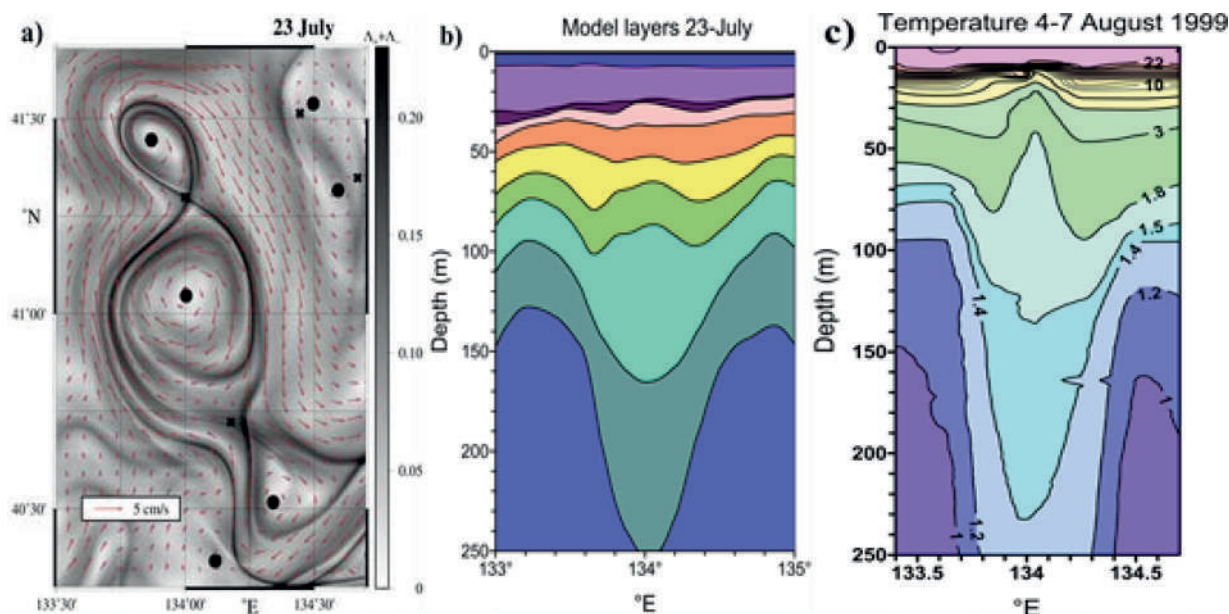 a)
23 July
Λ₊+Λ₋
0.20
0.15
0.10
0.05
0
41°30'
°N
41°00'
40°30'
5 cm/s
133°30'
134°00'
°E
134°30'
b)
Model layers 23-July
Depth (m)
0
50
100
150
200
250
133°
134°
135°
°E
c)
Temperature 4-7 August 1999
Depth (m)
0
50
100
150
200
250
22
10
3
1.8
1.5
1.4
1.2
1.4
1
1
1.2
133.5
134
134.5
°E